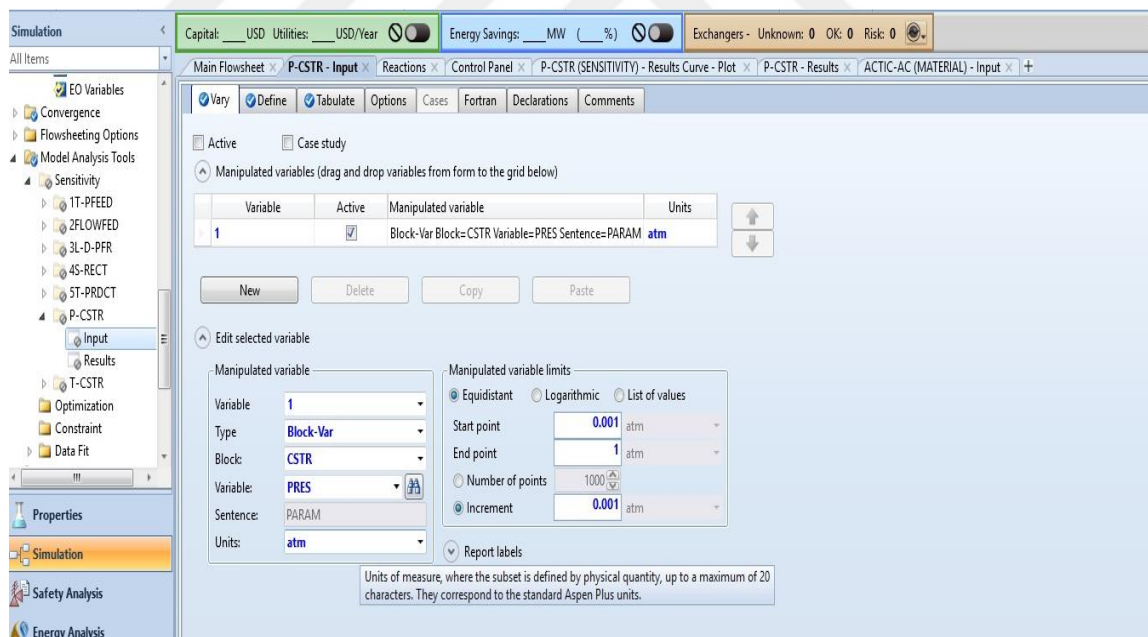 Simulation
Capital: ____USD Utilities: ____USD/Year
Energy Savings: ____MW (____%)
Exchangers - Unknown: 0 OK: 0 Risk: 0
All Items
Main Flowsheet P-CSTR - Input Reactions Control Panel P-CSTR (SENSITIVITY) - Results Curve - Plot P-CSTR - Results ACTIC-AC (MATERIAL) - Input +
EO Variables
Convergence
Flowsheeting Options
Model Analysis Tools
Sensitivity
1T-PFEED
2FLOWFED
3L-D-PFR
4S-RECT
5T-PRDCT
P-CSTR
Input
Results
T-CSTR
Optimization
Constraint
Data Fit
Properties
Simulation
Safety Analysis
Energy Analysis
Vary Define Tabulate Options Cases Fortran Declarations Comments
Active Case study
Manipulated variables (drag and drop variables from form to the grid below)
Variable Active Manipulated variable Units
1 Block-Var Block=CSTR Variable=PRES Sentence=PARAM atm
New Delete Copy Paste
Edit selected variable
Manipulated variable
Variable 1
Type Block-Var
Block: CSTR
Variable: PRES
Sentence: PARAM
Units: atm
Manipulated variable limits
Equidistant Logarithmic List of values
Start point 0.001 atm
End point 1 atm
Number of points 1000
Increment 0.001 atm
Report labels
Units of measure, where the subset is defined by physical quantity, up to a maximum of 20
characters. They correspond to the standard Aspen Plus units.